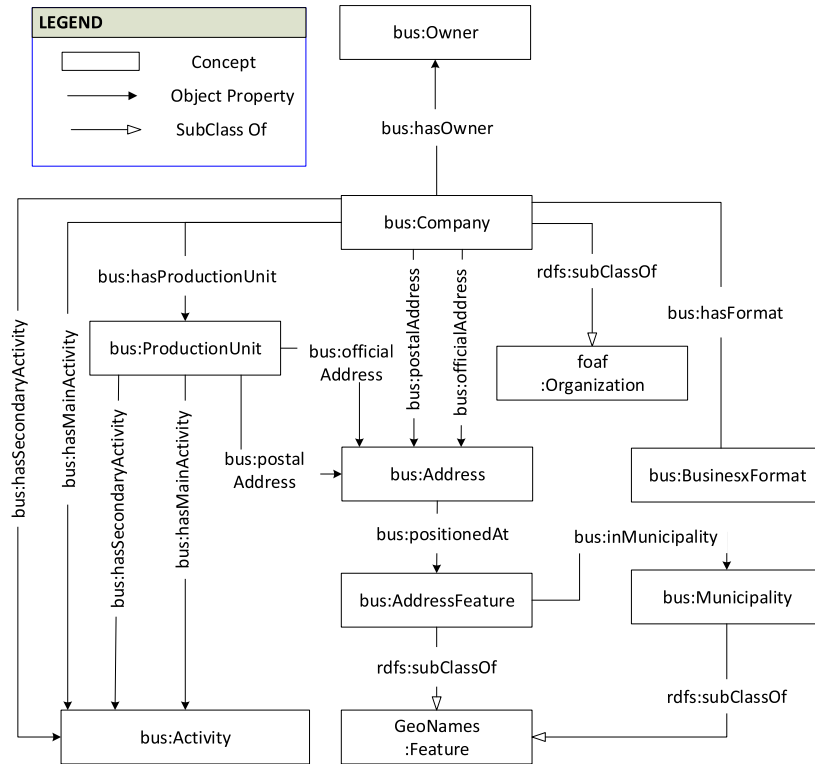 LEGEND
Concept
Object Property
SubClass Of
bus:Owner
bus:hasOwner
bus:Company
bus:hasProductionUnit
rdfs:subClassOf
bus:hasFormat
bus:ProductionUnit
bus:official
Address
bus:postalAddress
bus:officialAddress
foaf
:Organization
bus:hasSecondaryActivity
bus:hasMainActivity
bus:hasSecondaryActivity
bus:hasMainActivity
bus:postal
Address
bus:Address
bus:BusinexFormat
bus:positionedAt
bus:inMunicipality
bus:AddressFeature
bus:Municipality
rdfs:subClassOf
rdfs:subClassOf
bus:Activity
GeoNames
:Feature